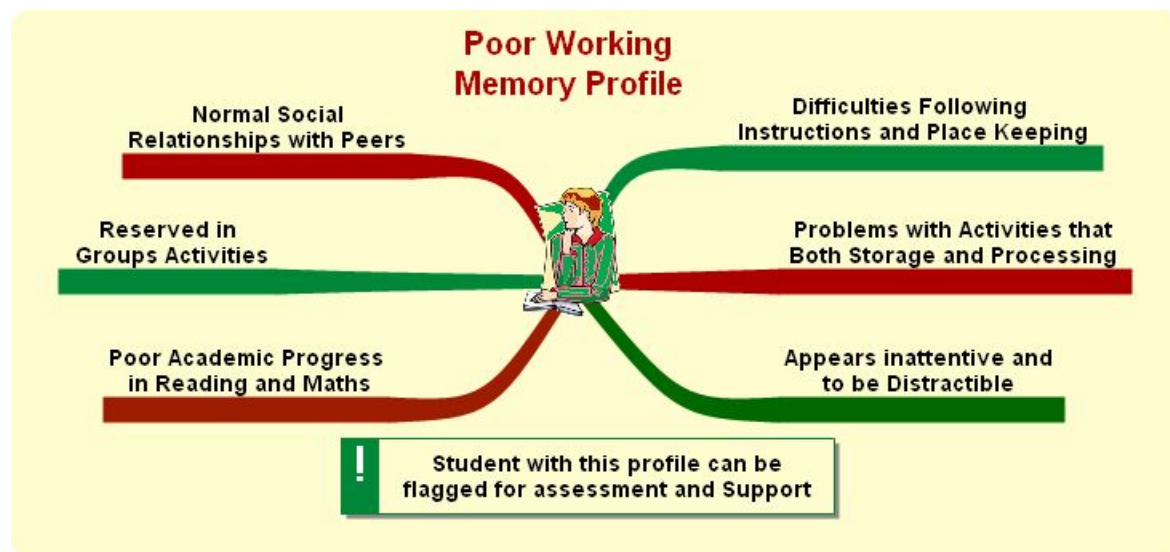 Poor Working
Memory Profile
Normal Social
Relationships with Peers
Difficulties Following
Instructions and Place Keeping
Reserved in
Groups Activities
Problems with Activities that
Both Storage and Processing
Poor Academic Progress
in Reading and Maths
Appears inattentive and
to be Distractible
!
Student with this profile can be
flagged for assessment and Support